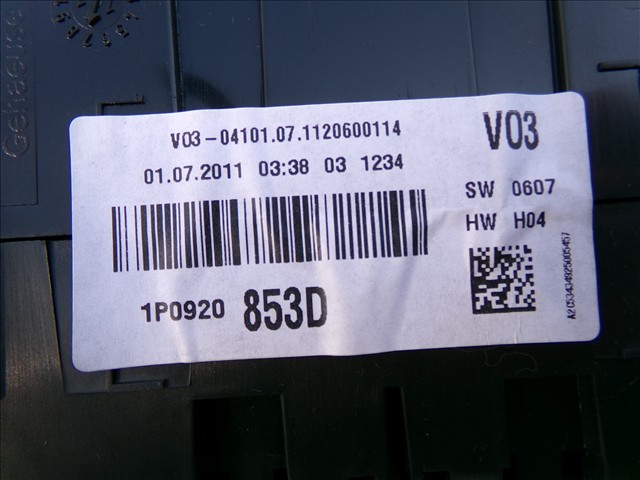 Gehaeuse
V03-04101.07.1120600114
V03
01.07.2011 03:38 03 1234
SW 0607
HW H04
1P0920 853D
A2C53434925005457